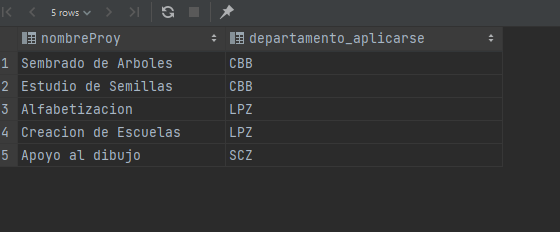 5 rows
nombreProy departamento_aplicarse
1 Sembrado de Arboles CBB
2 Estudio de Semillas CBB
3 Alfabetizacion LPZ
4 Creacion de Escuelas LPZ
5 Apoyo al dibujo SCZ